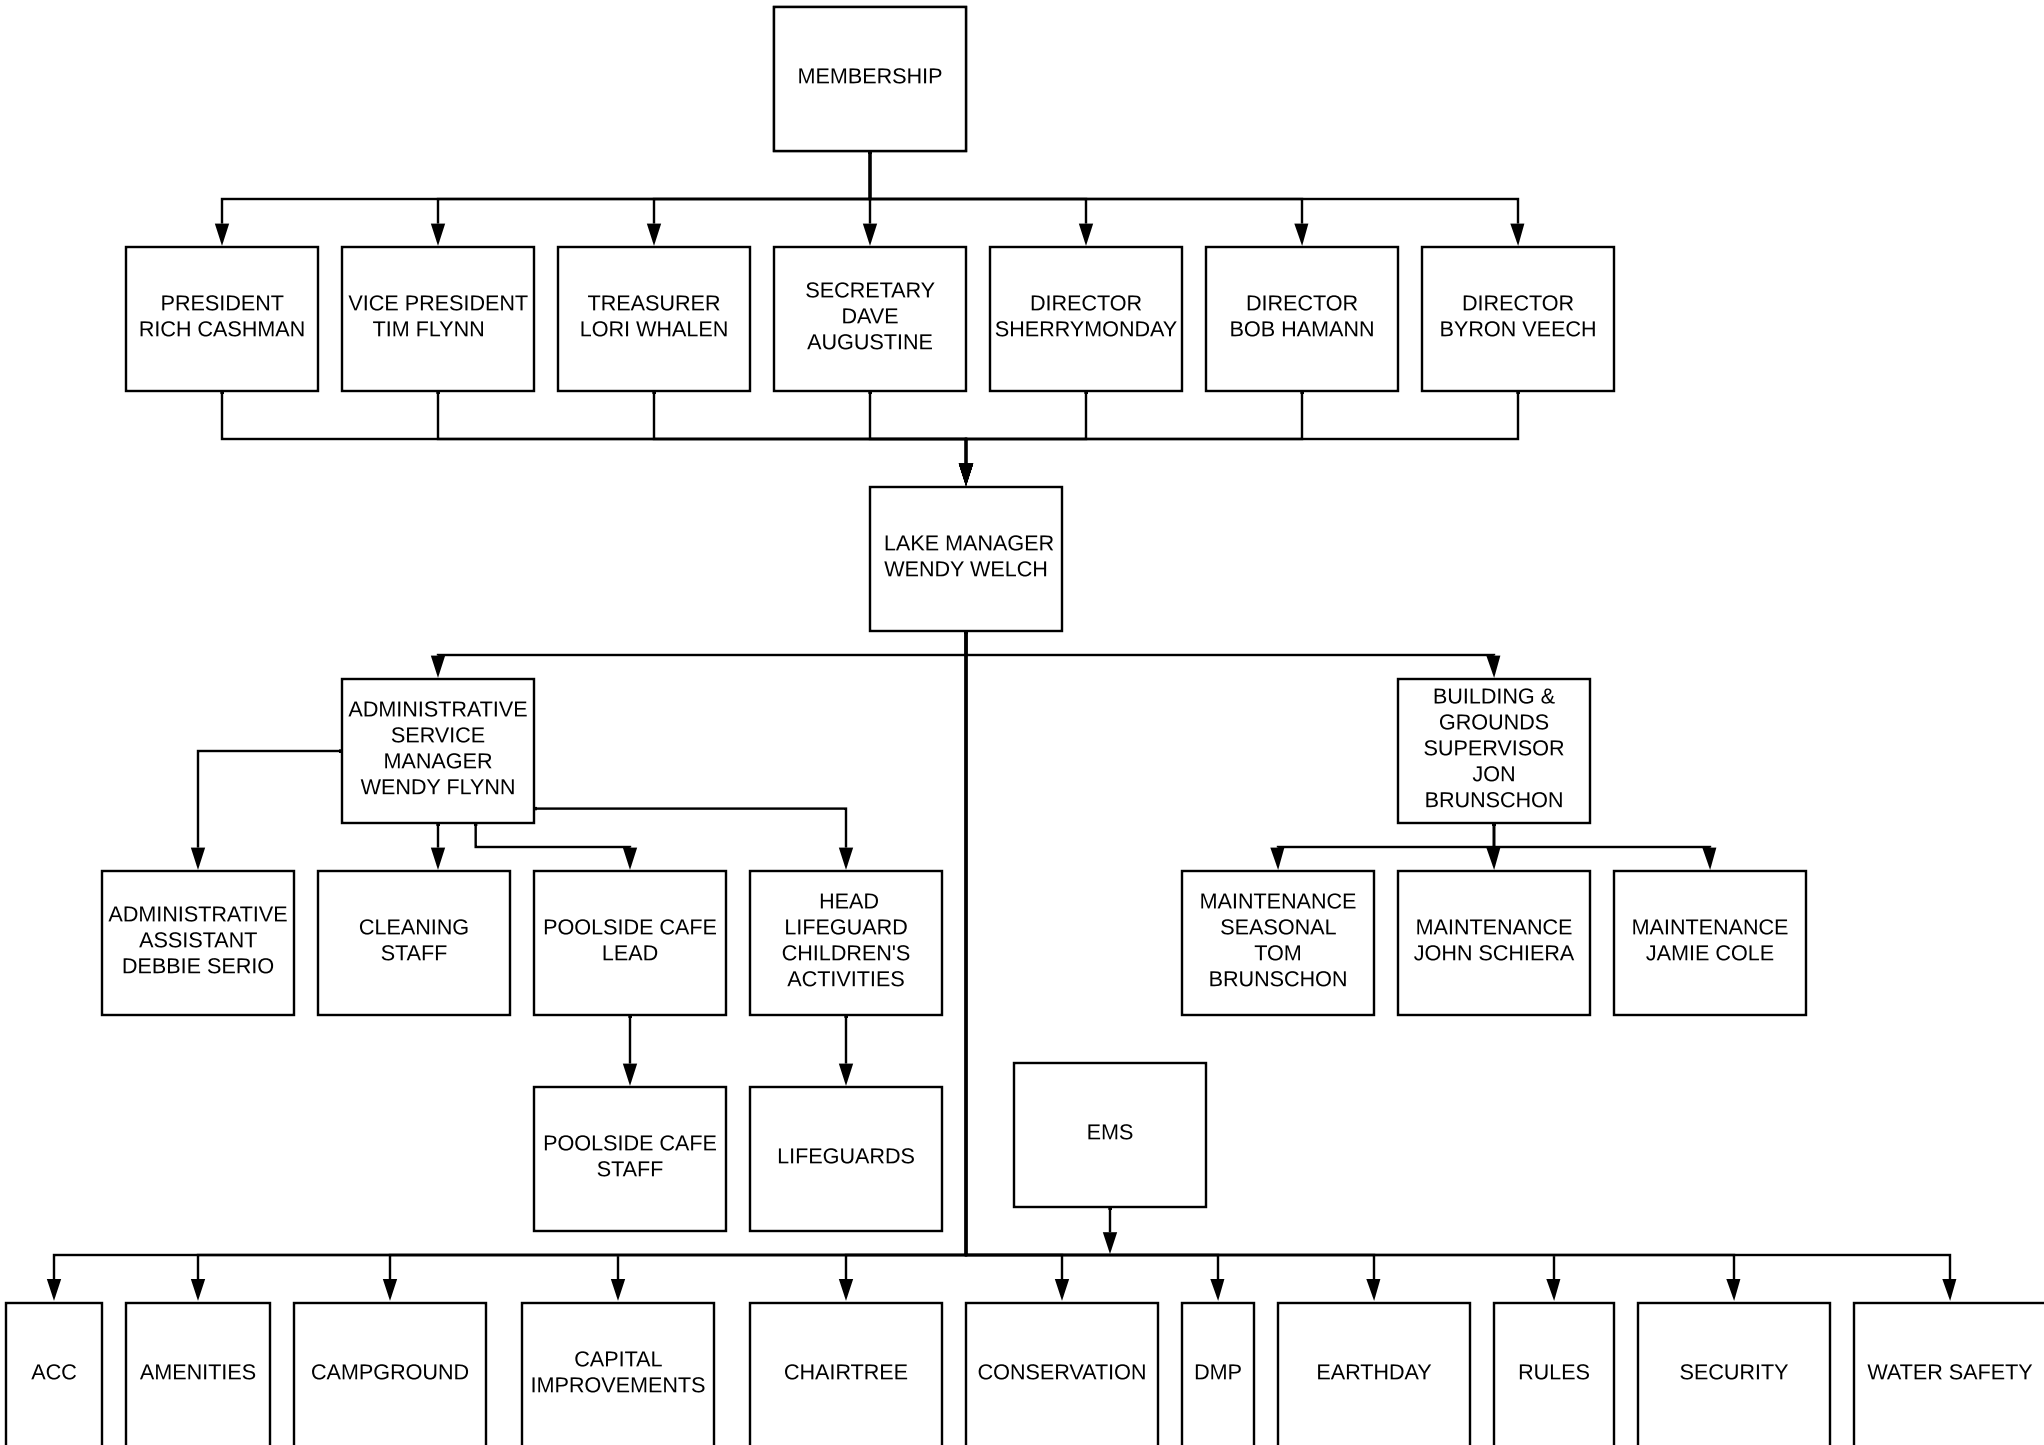 MEMBERSHIP
PRESIDENT
RICH CASHMAN
VICE PRESIDENT
TIM FLYNN
TREASURER
LORI WHALEN
SECRETARY
DAVE
AUGUSTINE
DIRECTOR
SHERRYMONDAY
DIRECTOR
BOB HAMANN
DIRECTOR
BYRON VEECH
LAKE MANAGER
WENDY WELCH
ADMINISTRATIVE
SERVICE
MANAGER
WENDY FLYNN
BUILDING &
GROUNDS
SUPERVISOR
JON
BRUNSCHON
ADMINISTRATIVE
ASSISTANT
DEBBIE SERIO
CLEANING
STAFF
POOLSIDE CAFE
LEAD
HEAD
LIFEGUARD
CHILDREN'S
ACTIVITIES
MAINTENANCE
SEASONAL
TOM
BRUNSCHON
MAINTENANCE
JOHN SCHIERA
MAINTENANCE
JAMIE COLE
POOLSIDE CAFE
STAFF
LIFEGUARDS
EMS
ACC
AMENITIES
CAMPGROUND
CAPITAL
IMPROVEMENTS
CHAIRTREE
CONSERVATION
DMP
EARTHDAY
RULES
SECURITY
WATER SAFETY